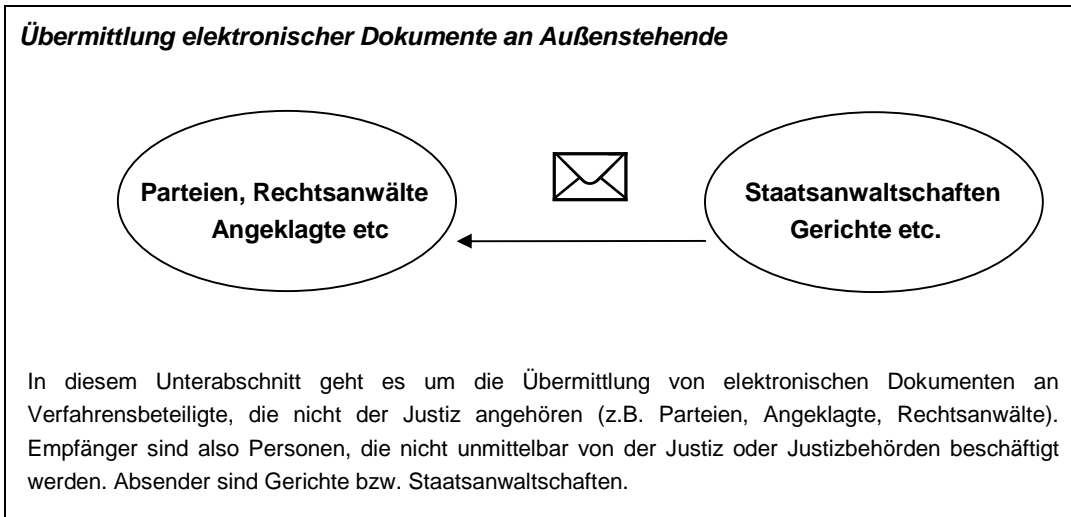 Übermittlung elektronischer Dokumente an Außenstehende
Parteien, Rechtsanwälte
Angeklagte etc
Staatsanwaltschaften
Gerichte etc.
In diesem Unterabschnitt geht es um die Übermittlung von elektronischen Dokumenten an
Verfahrensbeteiligte, die nicht der Justiz angehören (z.B. Parteien, Angeklagte, Rechtsanwälte).
Empfänger sind also Personen, die nicht unmittelbar von der Justiz oder Justizbehörden beschäftigt
werden. Absender sind Gerichte bzw. Staatsanwaltschaften.